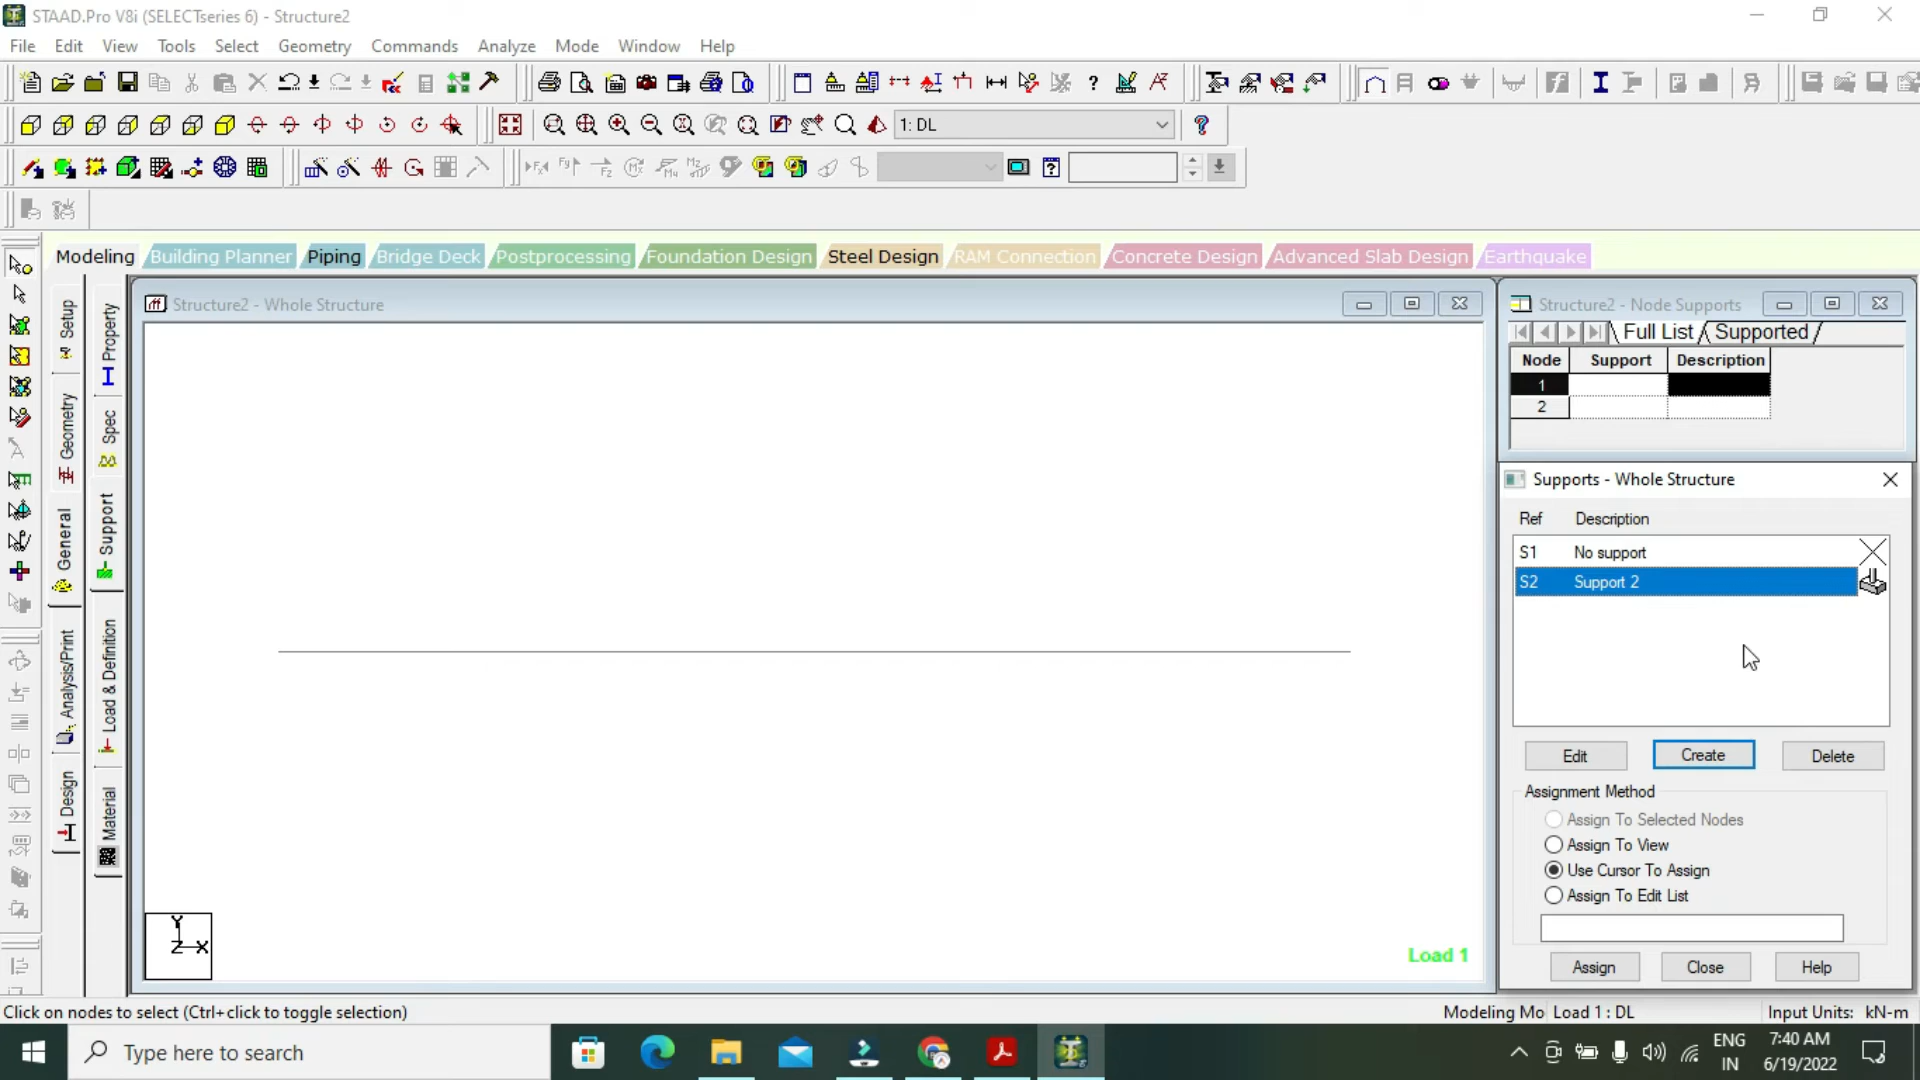 STAAD.Pro V8i (SELECTseries 6) - Structure2
File Edit View Tools Select Geometry Commands Analyze Mode Window Help
1: DL
Modeling Building Planner Piping Bridge Deck Postprocessing Foundation Design Steel Design RAM Connection Concrete Design Advanced Slab Design Earthquake
Setup
Geometry
General
Analysis/Print
Design
Property
Spec
Support
Load & Definition
Material
Structure2 - Whole Structure
Y
Z X
Load 1
Structure2 - Node Supports
Full List Supported
Node Support Description
1
2
Supports - Whole Structure
Ref Description
S1 No support
S2 Support 2
Edit Create Delete
Assignment Method
Assign To Selected Nodes
Assign To View
Use Cursor To Assign
Assign To Edit List
Assign Close Help
Click on nodes to select (Ctrl+click to toggle selection)
Modeling Mo Load 1 : DL Input Units: kN-m
Type here to search
ENG
IN
7:40 AM
6/19/2022